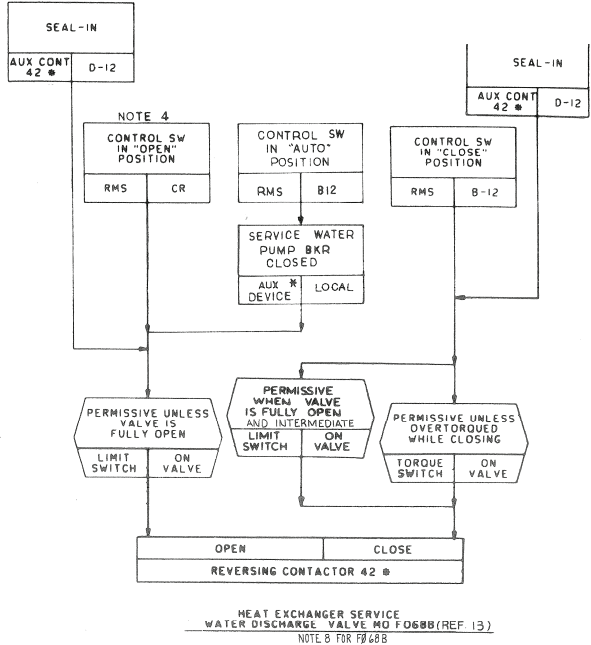 SEAL-IN
AUX CONT 42 *
D-12
SEAL-IN
AUX CONT 42 *
D-12
NOTE 4
CONTROL SW
IN "OPEN"
POSITION
RMS
CR
CONTROL SW
IN "AUTO"
POSITION
RMS
B12
CONTROL SW
IN "CLOSE"
POSITION
RMS
B-12
SERVICE WATER
PUMP BKR
CLOSED
AUX *
DEVICE
LOCAL
PERMISSIVE UNLESS
VALVE IS
FULLY OPEN
LIMIT
SWITCH
ON
VALVE
PERMISSIVE
WHEN VALVE
IS FULLY OPEN
AND INTERMEDIATE
LIMIT
SWITCH
ON
VALVE
PERMISSIVE UNLESS
OVERTORQUED
WHILE CLOSING
TORQUE
SWITCH
ON
VALVE
OPEN
CLOSE
REVERSING CONTACTOR 42 *
HEAT EXCHANGER SERVICE
WATER DISCHARGE VALVE MO F068B (REF. 13)
NOTE 8 FOR FØ68B